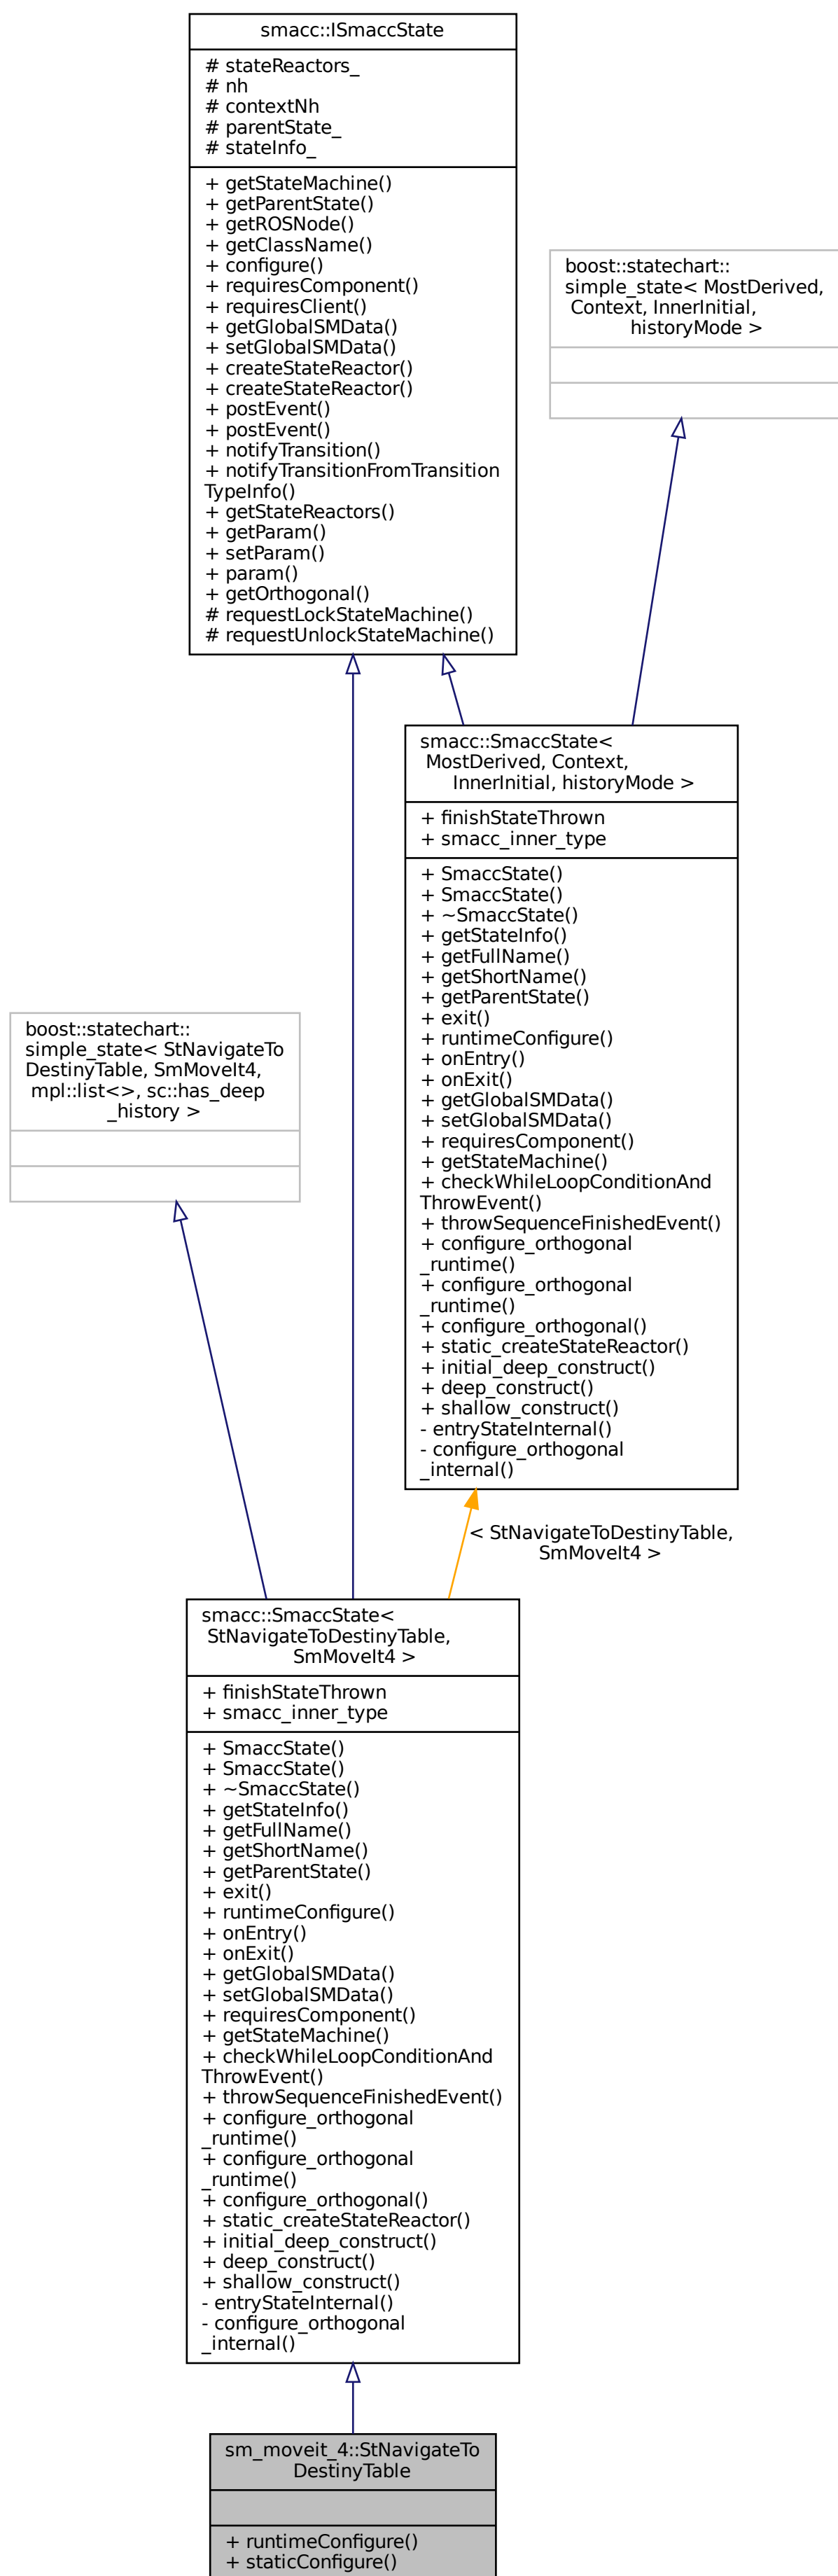 smacc::ISmaccState
# stateReactors_
# nh
# contextNh
# parentState_
# stateInfo_
+ getStateMachine()
+ getParentState()
+ getROSNode()
+ getClassName()
+ configure()
+ requiresComponent()
+ requiresClient()
+ getGlobalSMData()
+ setGlobalSMData()
+ createStateReactor()
+ createStateReactor()
+ postEvent()
+ postEvent()
+ notifyTransition()
+ notifyTransitionFromTransition
TypeInfo()
+ getStateReactors()
+ getParam()
+ setParam()
+ param()
+ getOrthogonal()
# requestLockStateMachine()
# requestUnlockStateMachine()
boost::statechart::
simple_state< MostDerived,
Context, InnerInitial,
historyMode >
smacc::SmaccState<
MostDerived, Context,
InnerInitial, historyMode >
+ finishStateThrown
+ smacc_inner_type
+ SmaccState()
+ SmaccState()
+ ~SmaccState()
+ getStateInfo()
+ getFullName()
+ getShortName()
+ getParentState()
+ exit()
+ runtimeConfigure()
+ onEntry()
+ onExit()
+ getGlobalSMData()
+ setGlobalSMData()
+ requiresComponent()
+ getStateMachine()
+ checkWhileLoopConditionAnd
ThrowEvent()
+ throwSequenceFinishedEvent()
+ configure_orthogonal
_runtime()
+ configure_orthogonal
_runtime()
+ configure_orthogonal()
+ static_createStateReactor()
+ initial_deep_construct()
+ deep_construct()
+ shallow_construct()
- entryStateInternal()
- configure_orthogonal
_internal()
boost::statechart::
simple_state< StNavigateTo
DestinyTable, SmMoveIt4,
mpl::list<>, sc::has_deep
_history >
< StNavigateToDestinyTable,
SmMoveIt4 >
smacc::SmaccState<
StNavigateToDestinyTable,
SmMoveIt4 >
+ finishStateThrown
+ smacc_inner_type
+ SmaccState()
+ SmaccState()
+ ~SmaccState()
+ getStateInfo()
+ getFullName()
+ getShortName()
+ getParentState()
+ exit()
+ runtimeConfigure()
+ onEntry()
+ onExit()
+ getGlobalSMData()
+ setGlobalSMData()
+ requiresComponent()
+ getStateMachine()
+ checkWhileLoopConditionAnd
ThrowEvent()
+ throwSequenceFinishedEvent()
+ configure_orthogonal
_runtime()
+ configure_orthogonal
_runtime()
+ configure_orthogonal()
+ static_createStateReactor()
+ initial_deep_construct()
+ deep_construct()
+ shallow_construct()
- entryStateInternal()
- configure_orthogonal
_internal()
sm_moveit_4::StNavigateTo
DestinyTable
+ runtimeConfigure()
+ staticConfigure()